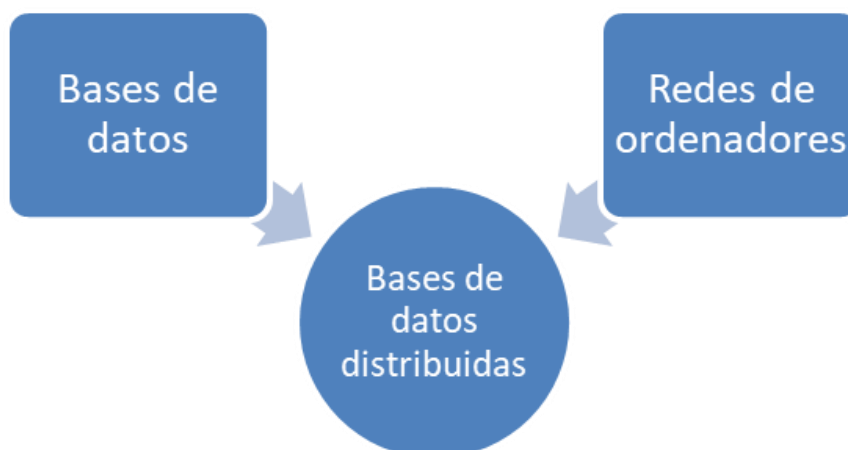 Bases de
datos
Redes de
ordenadores
Bases de
datos
distribuidas